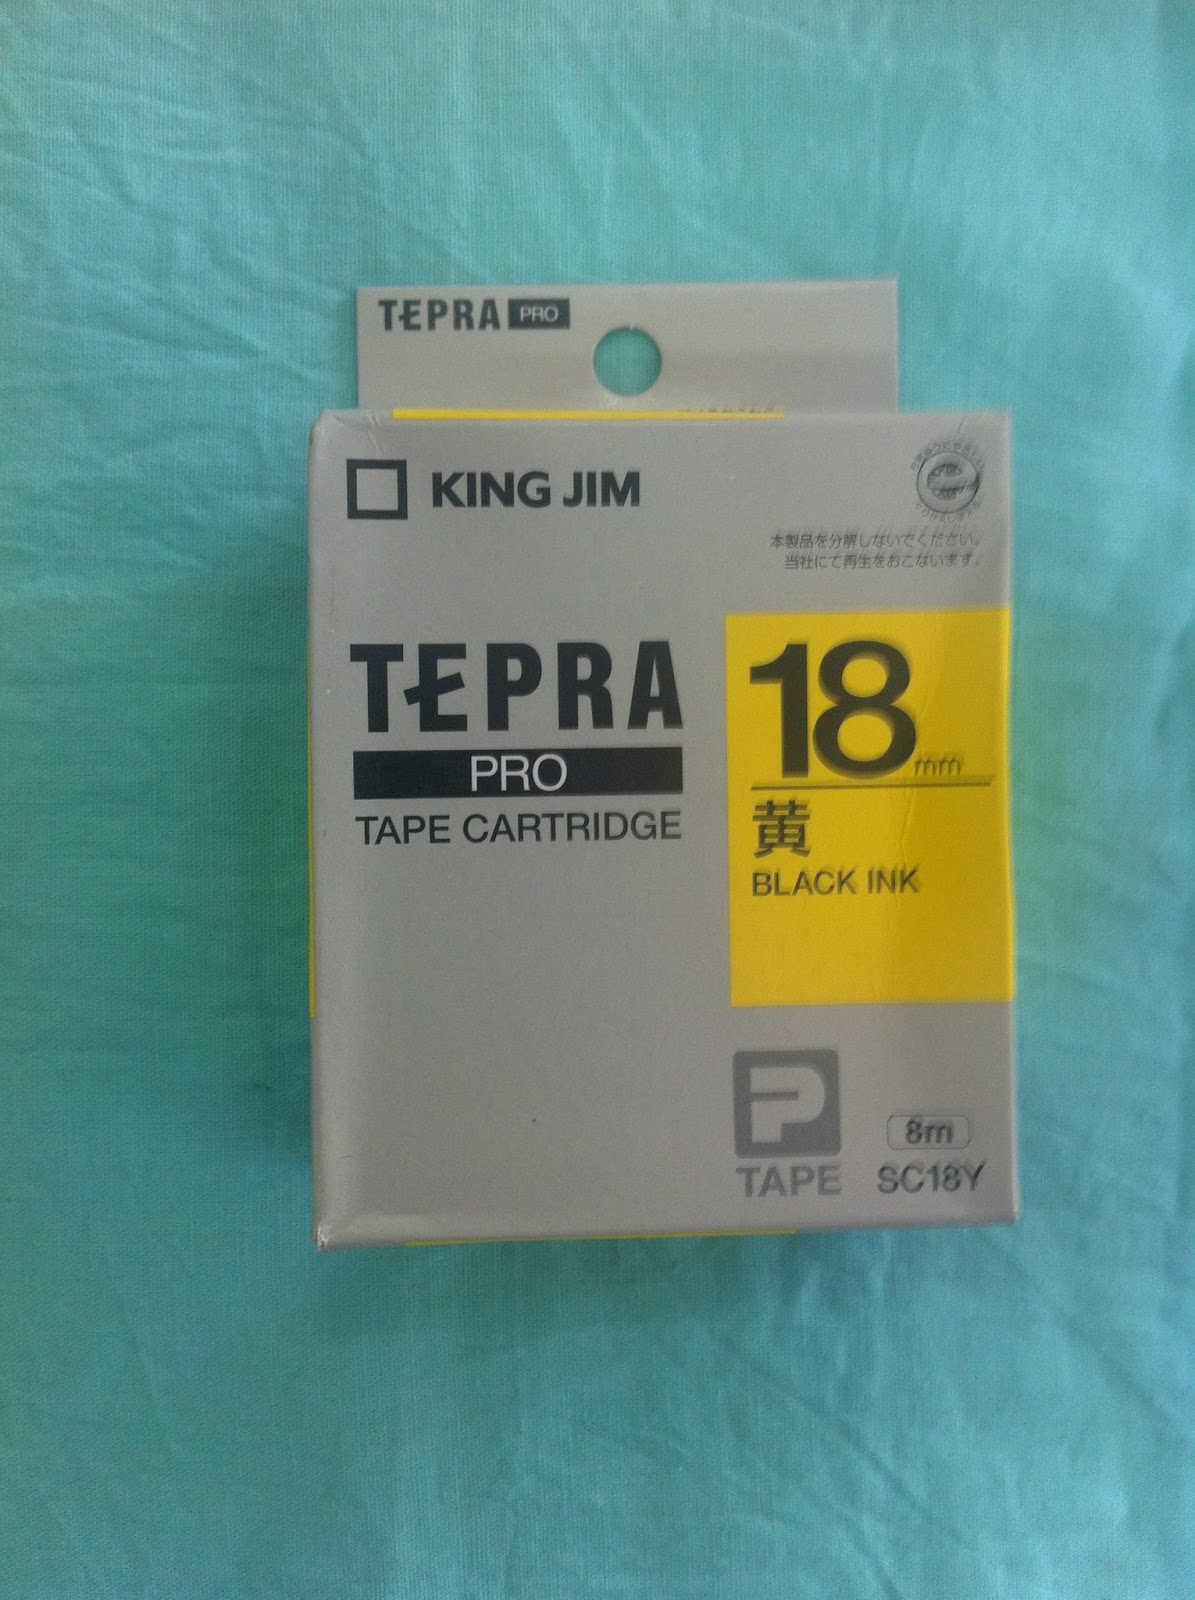 TEPRA PRO
KING JIM
本製品を分解しないでください。
当社にて再生をおこないます。
TEPRA
PRO
TAPE CARTRIDGE
18mm
黄
BLACK INK
TAPE
8m
SC18Y